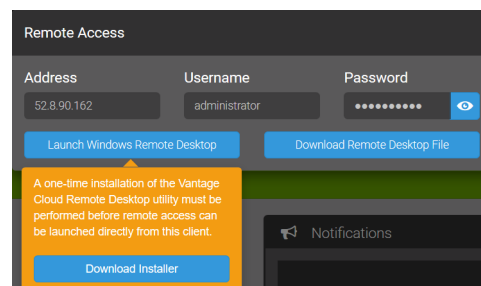 Remote Access
Address Username Password
52.8.90.162 administrator ••••••••••
Launch Windows Remote Desktop Download Remote Desktop File
A one-time installation of the Vantage
Cloud Remote Desktop utility must be
performed before remote access can
be launched directly from this client.
Notifications
Download Installer